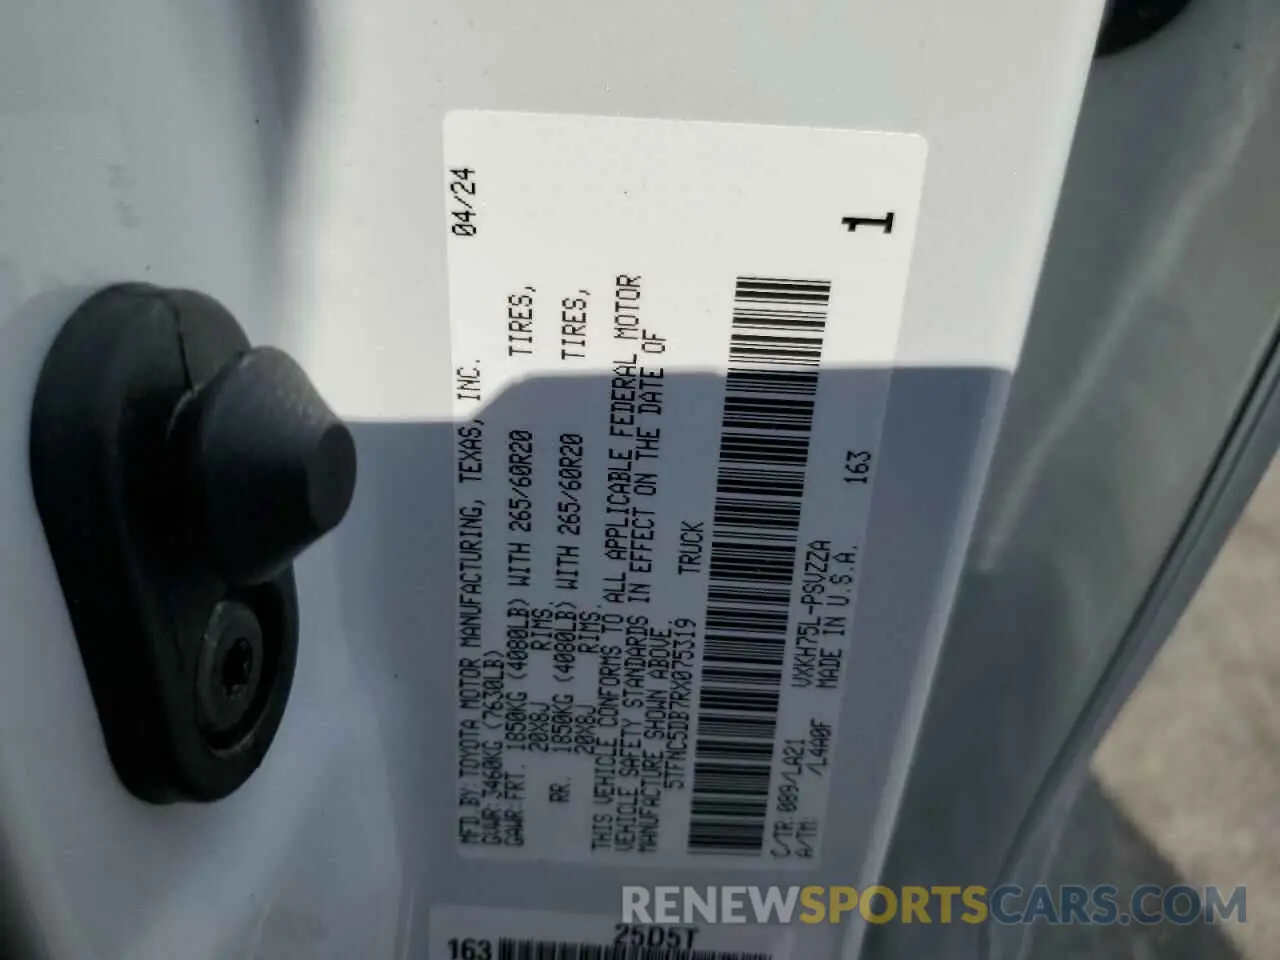 MFD.BY: TOYOTA MOTOR MANUFACTURING, TEXAS, INC. 04/24
GVWR: 3460KG (7630LB)
GAWR: FRT. 1850KG (4080LB) WITH 265/60R20 TIRES,
20X8J RIMS
RR. 1850KG (4080LB) WITH 265/60R20 TIRES,
20X8J RIMS.
THIS VEHICLE CONFORMS TO ALL APPLICABLE FEDERAL MOTOR
VEHICLE SAFETY STANDARDS IN EFFECT ON THE DATE OF
MANUFACTURE SHOWN ABOVE.
5TFNC5DB7RX075319 TRUCK
C/TR: 089/LA21 VXKH75L-PSVZZA
A/TM: /L4A0F MADE IN U.S.A. 163
1
163
25D5T
RENEWSPORTSCARS.COM